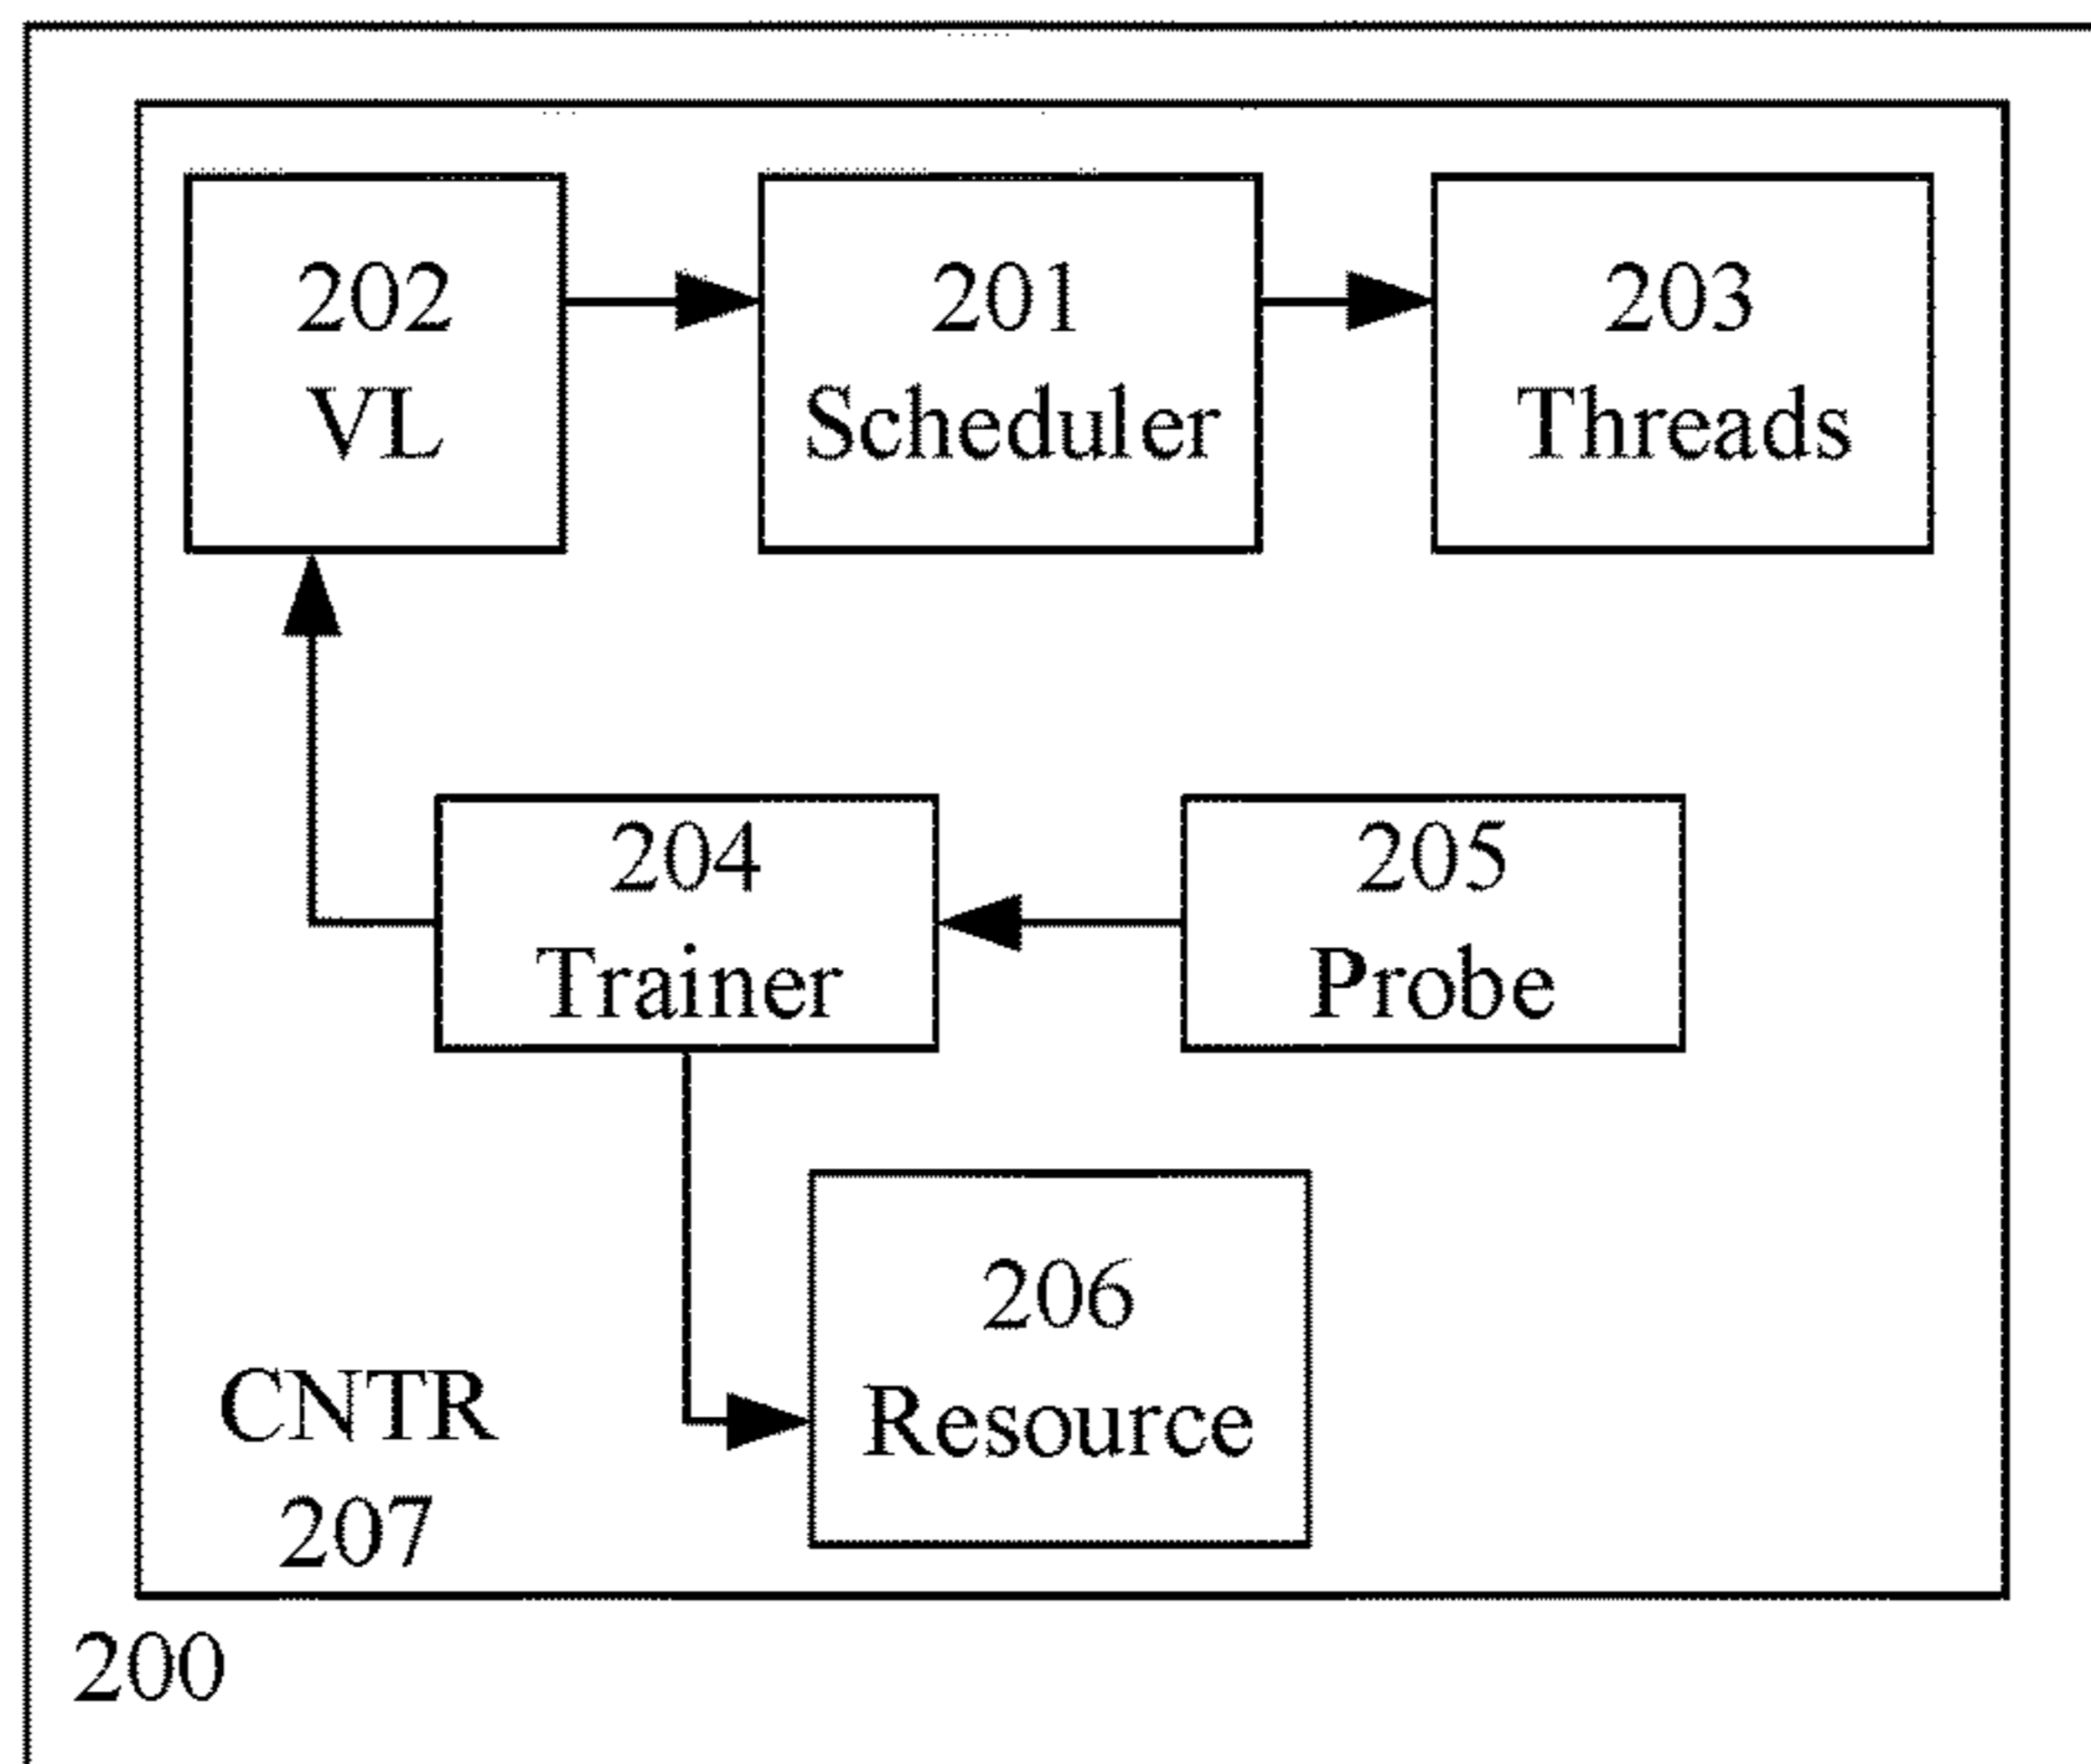 202
VL
201
Scheduler
203
Threads
204
Trainer
205
Probe
206
Resource
CNTR
207
200